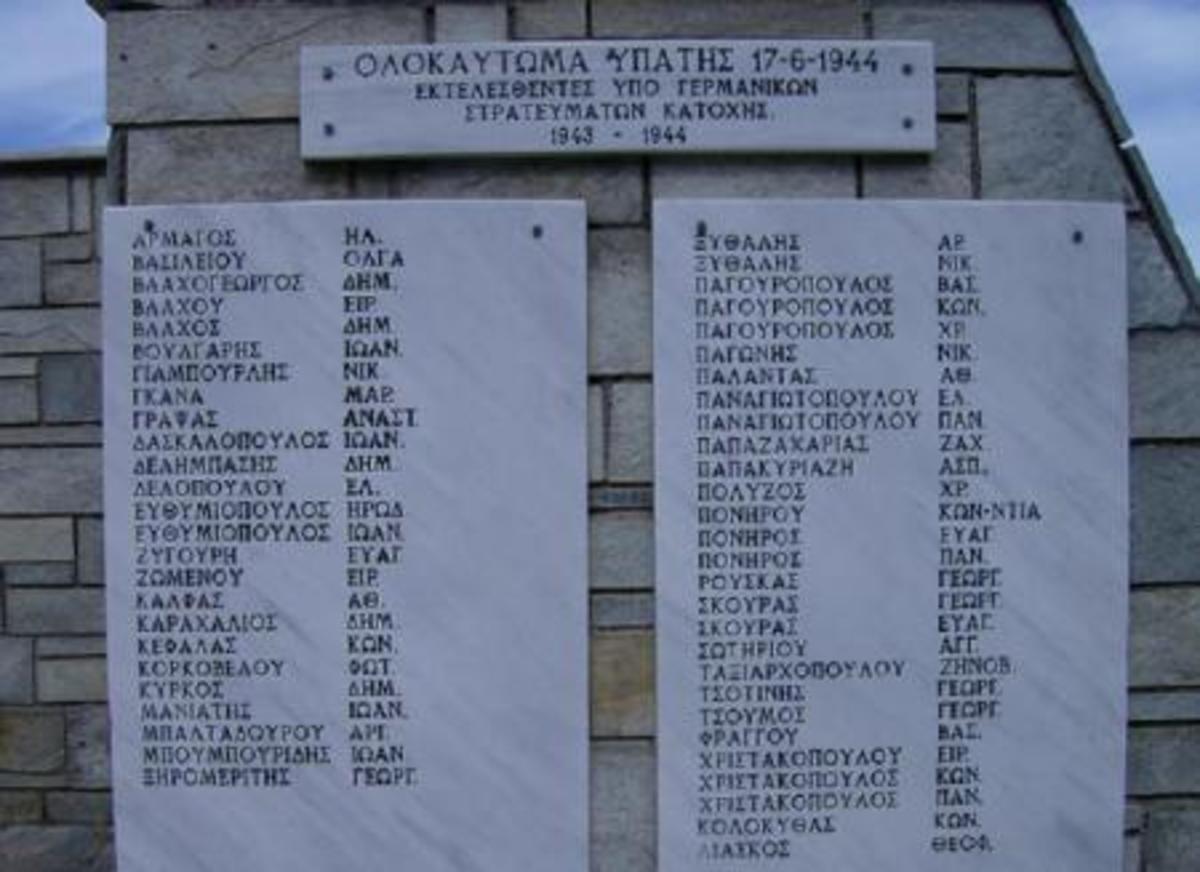 ΟΛΟΚΑΥΤΩΜΑ ΥΠΑΤΗΣ 17-6-1944
ΕΚΤΕΛΕΣΘΕΝΤΕΣ ΥΠΟ ΓΕΡΜΑΝΙΚΩΝ
ΣΤΡΑΤΕΥΜΑΤΩΝ ΚΑΤΟΧΗΣ.
1943 - 1944
ΑΡΜΑΓΟΣ ΗΛ.
ΒΑΣΙΛΕΙΟΥ ΟΛΓΑ
ΒΛΑΧΟΓΕΩΡΓΟΣ ΔΗΜ.
ΒΛΑΧΟΥ ΕΙΡ.
ΒΛΑΧΟΣ ΔΗΜ.
ΒΟΥΛΓΑΡΗΣ ΙΩΑΝ.
ΓΙΑΜΠΟΥΡΛΗΣ ΝΙΚ.
ΓΚΑΝΑ ΜΑΡ.
ΓΡΑΨΑΣ ΑΝΑΣΤ.
ΔΑΣΚΑΛΟΠΟΥΛΟΣ ΙΩΑΝ.
ΔΕΛΗΜΠΑΣΗΣ ΔΗΜ.
ΔΕΛΟΠΟΥΛΟΥ ΕΛ.
ΕΥΘΥΜΙΟΠΟΥΛΟΣ ΗΡΩΔ
ΕΥΘΥΜΙΟΠΟΥΛΟΣ ΙΩΑΝ.
ΖΥΓΟΥΡΗ ΕΥΑΓ
ΖΩΜΕΝΟΥ ΕΙΡ.
ΚΑΛΦΑΣ ΑΘ.
ΚΑΡΑΧΑΛΙΟΣ ΔΗΜ.
ΚΕΦΑΛΑΣ ΚΩΝ.
ΚΟΡΚΟΒΕΛΟΥ ΦΩΤ.
ΚΥΡΚΟΣ ΔΗΜ.
ΜΑΝΙΑΤΗΣ ΙΩΑΝ.
ΜΠΑΛΤΑΔΟΥΡΟΥ ΑΡΓ.
ΜΠΟΥΜΠΟΥΡΙΔΗΣ ΙΩΑΝ
ΞΗΡΟΜΕΡΙΤΗΣ ΓΕΩΡΓ.
ΞΥΘΑΛΗΣ ΑΡ.
ΞΥΘΑΛΗΣ ΝΙΚ.
ΠΑΓΟΥΡΟΠΟΥΛΟΣ ΒΑΣ.
ΠΑΓΟΥΡΟΠΟΥΛΟΣ ΚΩΝ.
ΠΑΓΟΥΡΟΠΟΥΛΟΣ ΧΡ.
ΠΑΓΩΝΗΣ ΝΙΚ.
ΠΑΛΑΝΤΑΣ ΑΘ.
ΠΑΝΑΓΙΩΤΟΠΟΥΛΟΥ ΕΛ.
ΠΑΝΑΓΙΩΤΟΠΟΥΛΟΥ ΠΑΝ.
ΠΑΠΑΖΑΧΑΡΙΑΣ ΖΑΧ.
ΠΑΠΑΚΥΡΙΑΖΗ ΑΣΠ.
ΠΟΛΥΖΟΣ ΧΡ.
ΠΟΝΗΡΟΥ ΚΩΝ-ΝΤΙΑ
ΠΟΝΗΡΟΣ ΕΥΑΓ
ΠΟΝΗΡΟΣ ΠΑΝ.
ΡΟΥΣΚΑΣ ΓΕΩΡΓ.
ΣΚΟΥΡΑΣ ΓΕΩΡΓ.
ΣΚΟΥΡΑΣ ΕΥΑΓ.
ΣΩΤΗΡΙΟΥ ΑΓΓ.
ΤΑΞΙΑΡΧΟΠΟΥΛΟΥ ΖΗΝΟΒ.
ΤΣΟΤΙΝΗΣ ΓΕΩΡΓ.
ΤΣΟΥΜΟΣ ΓΕΩΡΓ.
ΦΡΑΓΓΟΥ ΒΑΣ.
ΧΡΙΣΤΑΚΟΠΟΥΛΟΥ ΕΙΡ.
ΧΡΙΣΤΑΚΟΠΟΥΛΟΣ ΚΩΝ.
ΧΡΙΣΤΑΚΟΠΟΥΛΟΣ ΠΑΝ.
ΚΟΛΟΚΥΘΑΣ ΚΩΝ.
ΛΙΑΣΚΟΣ ΘΕΟΦ.